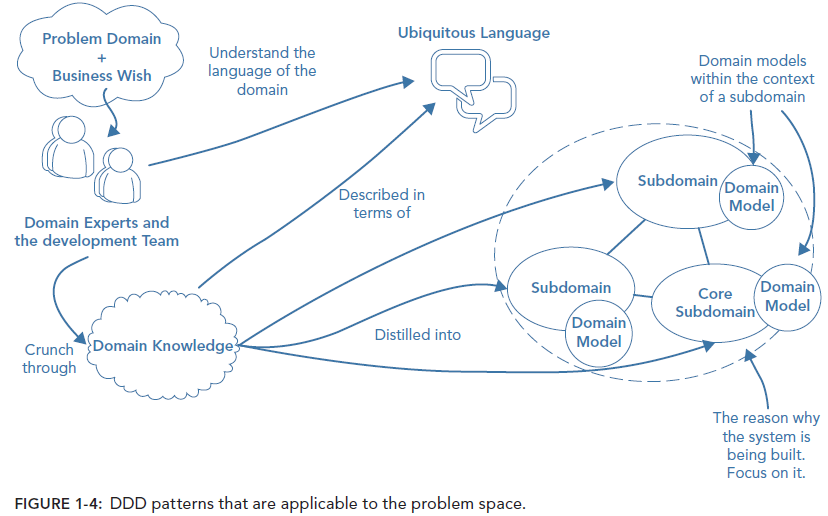 Problem Domain
+
Business Wish
Understand the
language of the
domain
Ubiquitous Language
Domain models
within the context
of a subdomain
Domain Experts and
the development Team
Described in
terms of
Subdomain
Domain
Model
Subdomain
Domain
Model
Core
Subdomain
Domain
Model
Crunch
through
Domain Knowledge
Distilled into
The reason why
the system is
being built.
Focus on it.
FIGURE 1-4: DDD patterns that are applicable to the problem space.